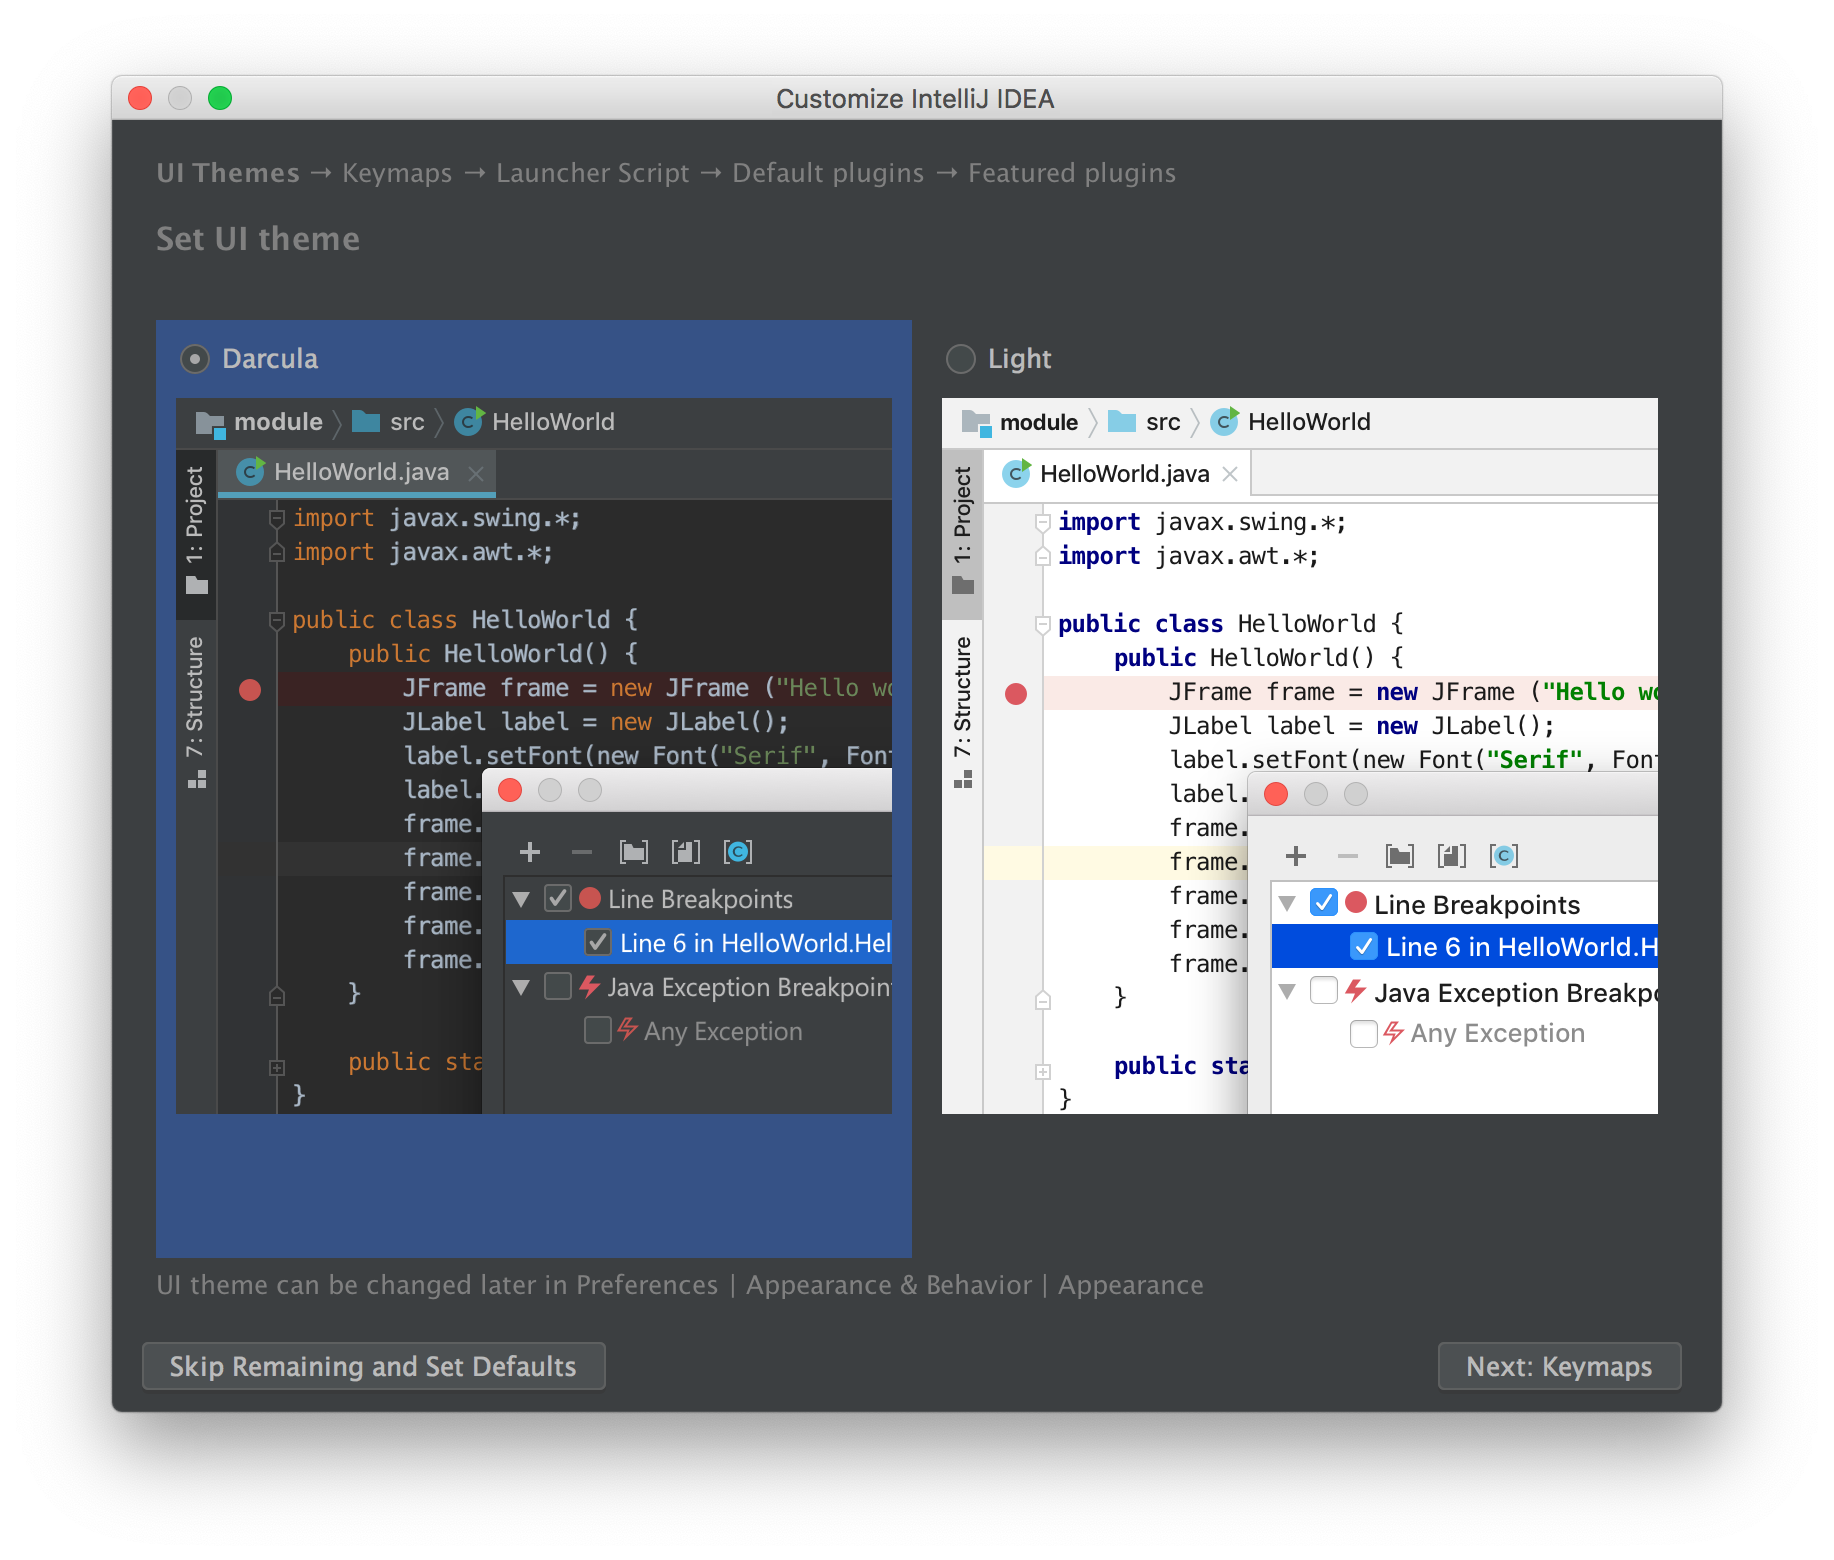 Customize IntelliJ IDEA
UI Themes → Keymaps → Launcher Script → Default plugins → Featured plugins
Set UI theme
Darcula
module
src
HelloWorld
HelloWorld.java
1: Project
7: Structure
import javax.swing.*;
import javax.awt.*;
public class HelloWorld {
public HelloWorld() {
JFrame frame = new JFrame ("Hello
JLabel label = new JLabel();
label.setFont(new Font("Serif", Font
label.
frame.
frame.
frame.
frame.
frame.
}
public sta
}
Line Breakpoints
Line 6 in HelloWorld.Hel
Java Exception Breakpoin
Any Exception
Light
module
src
HelloWorld
HelloWorld.java
1: Project
7: Structure
import javax.swing.*;
import javax.awt.*;
public class HelloWorld {
public HelloWorld() {
JFrame frame = new JFrame ("Hello
JLabel label = new JLabel();
label.setFont(new Font("Serif", Font
label.
frame.
frame.
frame.
frame.
frame.
}
public sta
}
Line Breakpoints
Line 6 in HelloWorld.H
Java Exception Breakp
Any Exception
UI theme can be changed later in Preferences | Appearance & Behavior | Appearance
Skip Remaining and Set Defaults
Next: Keymaps